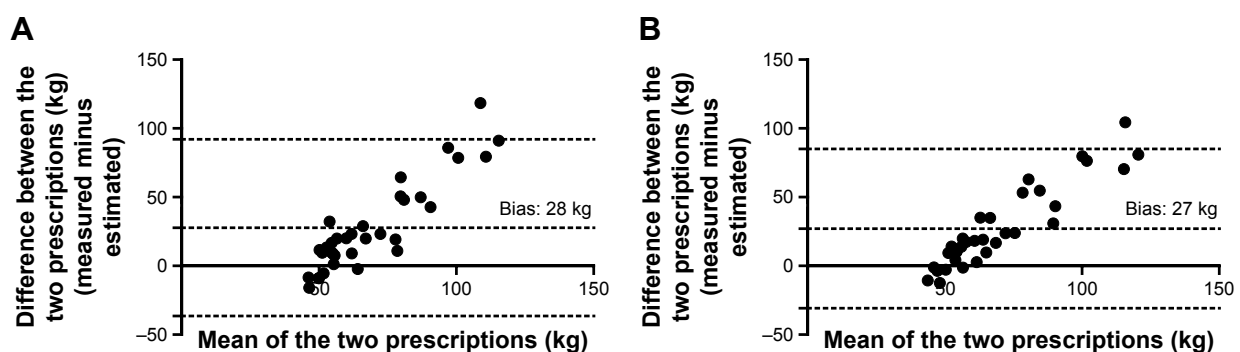 A
Difference between the
two prescriptions (kg)
(measured minus
estimated)
150
100
50
0
–50
50
100
150
Bias: 28 kg
Mean of the two prescriptions (kg)
B
Difference between the
two prescriptions (kg)
(measured minus
estimated)
150
100
50
0
–50
50
100
150
Bias: 27 kg
Mean of the two prescriptions (kg)